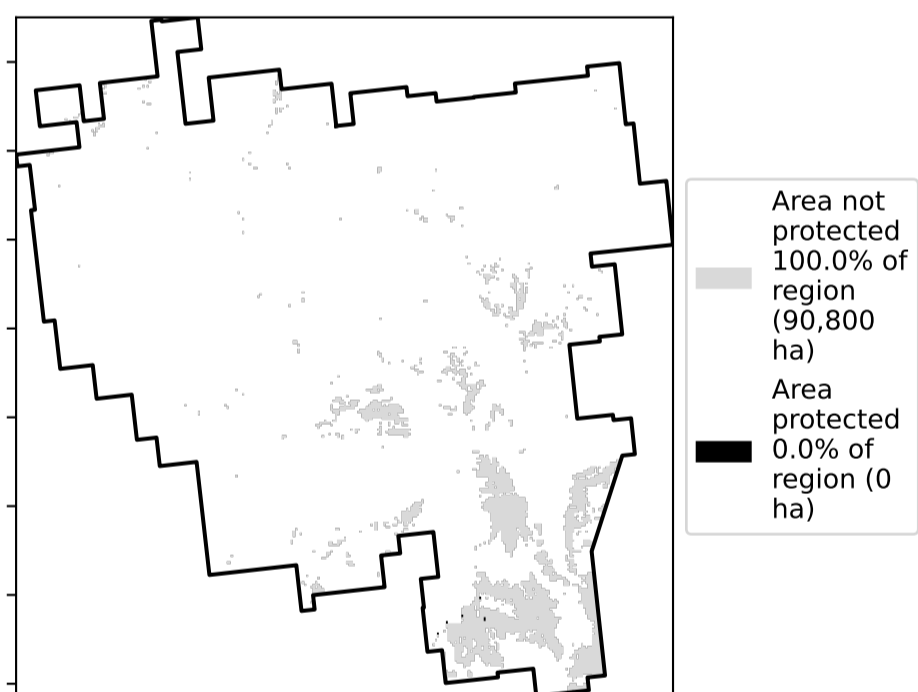 Area not
protected
100.0% of
region
(90,800
ha)
Area
protected
0.0% of
region (0
ha)